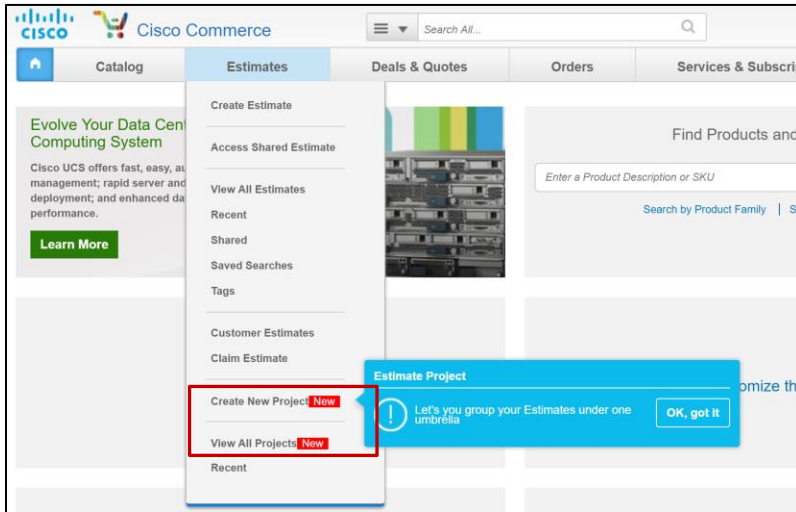 CISCO
Cisco Commerce
Search All...
Catalog
Estimates
Deals & Quotes
Orders
Services & Subscri
Evolve Your Data Cent
Computing System
Cisco UCS offers fast, easy, au
management; rapid server and
deployment; and enhanced da
performance.
Learn More
Create Estimate
Access Shared Estimate
View All Estimates
Recent
Shared
Saved Searches
Tags
Customer Estimates
Claim Estimate
Create New Project New
View All Projects New
Recent
Find Products and
Enter a Product Description or SKU
Search by Product Family | S
Estimate Project
Let's you group your Estimates under one
umbrella
OK, got it
omize th